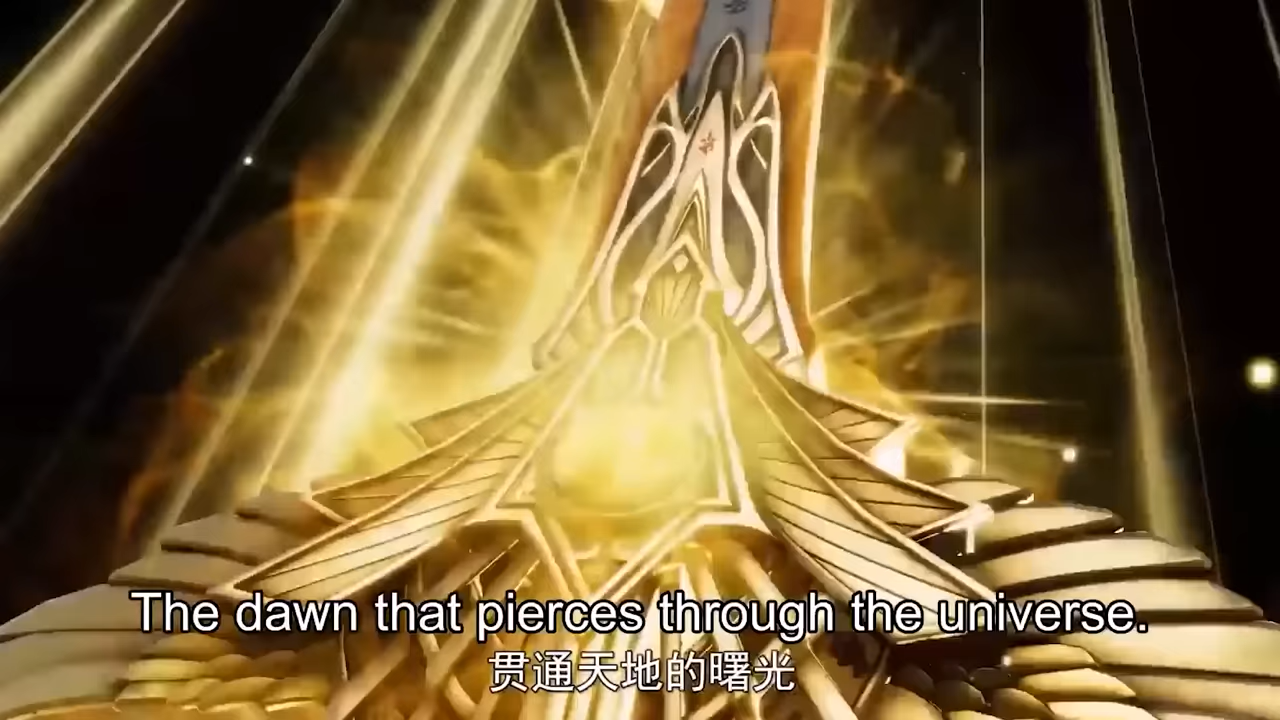 The dawn that pierces through the universe.
贯通天地的曙光